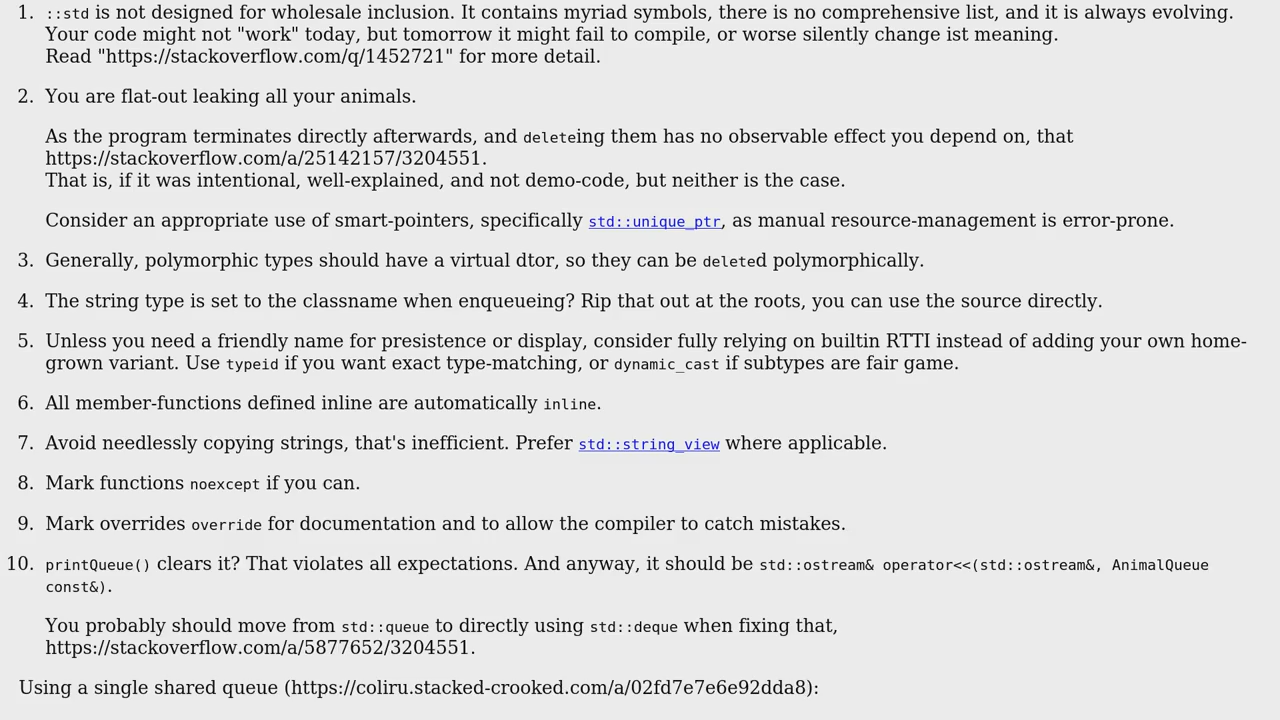 1. ::std is not designed for wholesale inclusion. It contains myriad symbols, there is no comprehensive list, and it is always evolving.
Your code might not "work" today, but tomorrow it might fail to compile, or worse silently change ist meaning.
Read "https://stackoverflow.com/q/1452721" for more detail.
2. You are flat-out leaking all your animals.
As the program terminates directly afterwards, and deleteing them has no observable effect you depend on, that
https://stackoverflow.com/a/25142157/3204551.
That is, if it was intentional, well-explained, and not demo-code, but neither is the case.
Consider an appropriate use of smart-pointers, specifically std::unique_ptr, as manual resource-management is error-prone.
3. Generally, polymorphic types should have a virtual dtor, so they can be deleted polymorphically.
4. The string type is set to the classname when enqueueing? Rip that out at the roots, you can use the source directly.
5. Unless you need a friendly name for presistence or display, consider fully relying on builtin RTTI instead of adding your own home-
grown variant. Use typeid if you want exact type-matching, or dynamic_cast if subtypes are fair game.
6. All member-functions defined inline are automatically inline.
7. Avoid needlessly copying strings, that's inefficient. Prefer std::string_view where applicable.
8. Mark functions noexcept if you can.
9. Mark overrides override for documentation and to allow the compiler to catch mistakes.
10. printQueue() clears it? That violates all expectations. And anyway, it should be std::ostream& operator<<(std::ostream&, AnimalQueue
const&).
You probably should move from std::queue to directly using std::deque when fixing that,
https://stackoverflow.com/a/5877652/3204551.
Using a single shared queue (https://coliru.stacked-crooked.com/a/02fd7e7e6e92dda8):